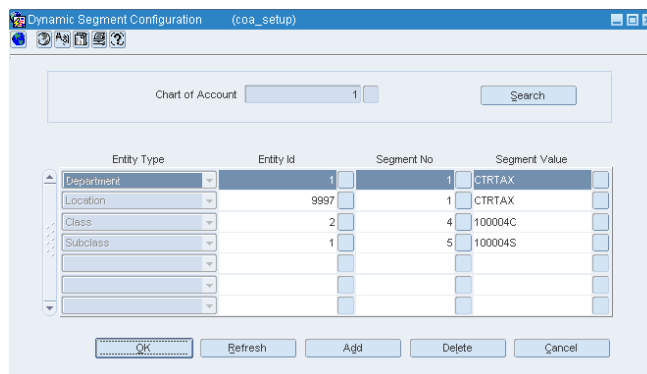 Dynamic Segment Configuration (coa_setup)
Chart of Account 1 Search
Entity Type Entity Id Segment No Segment Value
Department 1 1 CTRTAX
Location 9997 1 CTRTAX
Class 2 4 100004C
Subclass 1 5 100004S
OK Refresh Add Delete Cancel